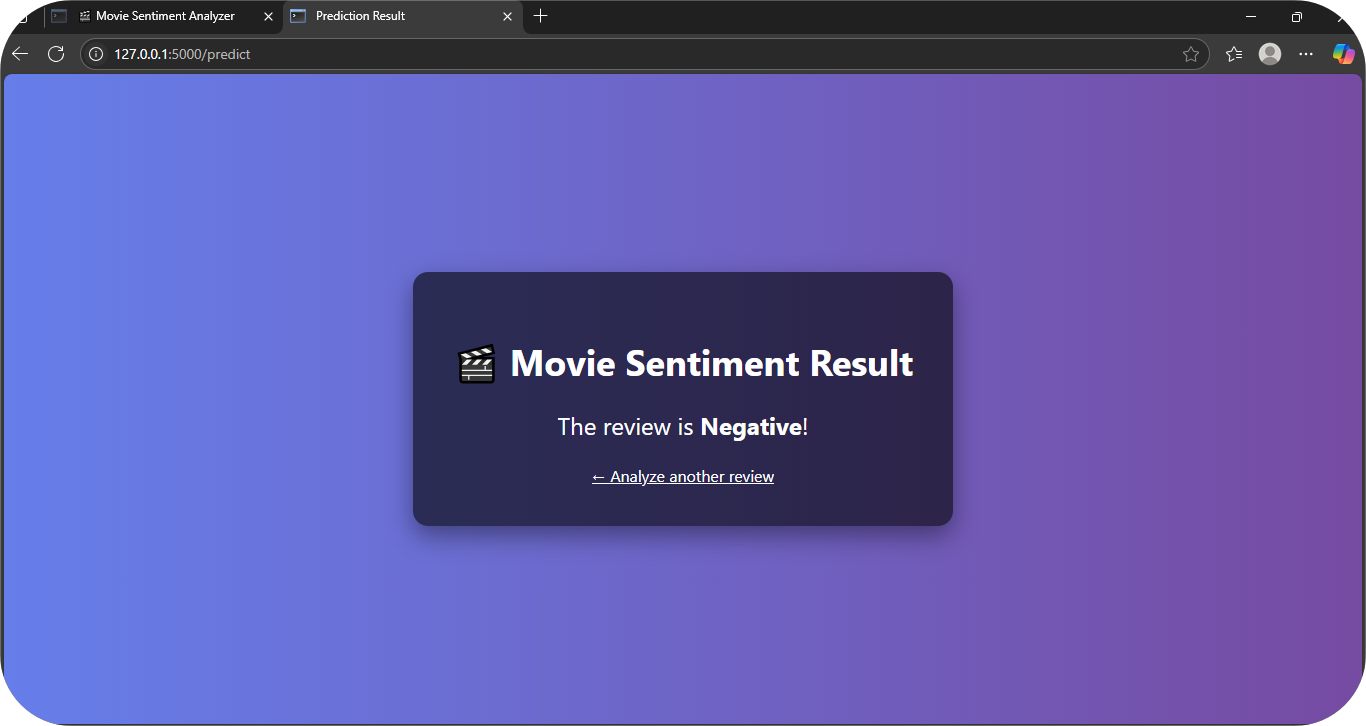 Movie Sentiment Analyzer
Prediction Result
127.0.0.1:5000/predict
🎬 Movie Sentiment Result
The review is Negative!
← Analyze another review